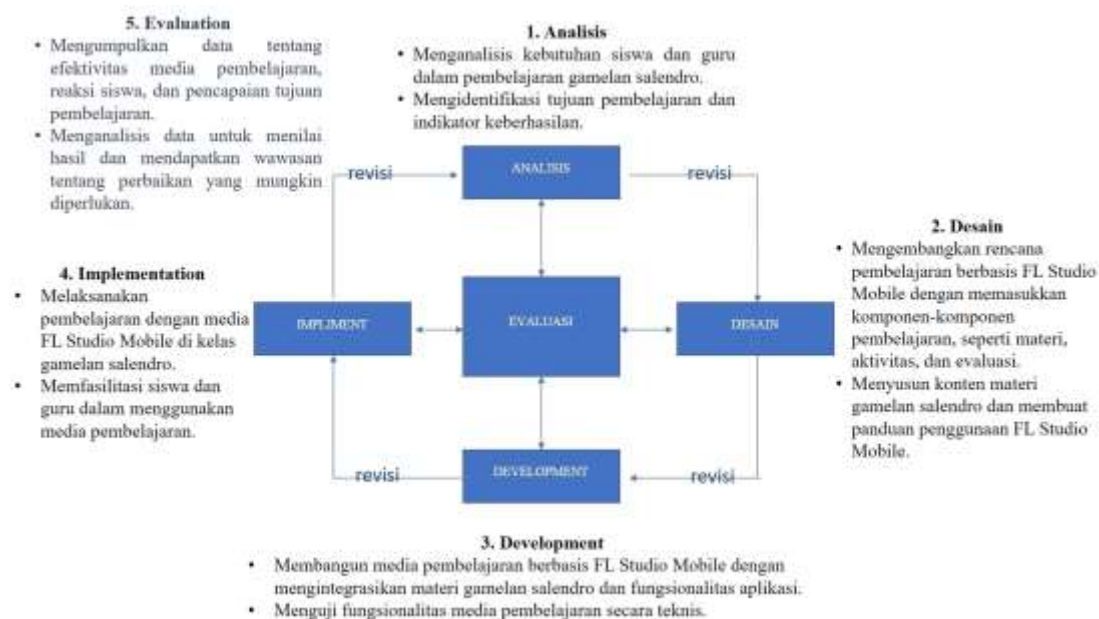 5. Evaluation
• Mengumpulkan data tentang
efektivitas media pembelajaran,
reaksi siswa, dan pencapaian tujuan
pembelajaran.
• Menganalisis data untuk menilai
hasil dan mendapatkan wawasan
tentang perbaikan yang mungkin
diperlukan.
1. Analisis
• Menganalisis kebutuhan siswa dan guru
dalam pembelajaran gamelan salendro.
• Mengidentifikasi tujuan pembelajaran dan
indikator keberhasilan.
revisi
ANALISIS
revisi
2. Desain
• Mengembangkan rencana
pembelajaran berbasis FL Studio
Mobile dengan memasukkan
komponen-komponen
pembelajaran, seperti materi,
aktivitas, dan evaluasi.
• Menyusun konten materi
gamelan salendro dan membuat
panduan penggunaan FL Studio
Mobile.
4. Implementation
• Melaksanakan
pembelajaran dengan media
FL Studio Mobile di kelas
gamelan salendro.
• Memfasilitasi siswa dan
guru dalam menggunakan
media pembelajaran.
IMPLIMENT
EVALUASI
DESAIN
revisi
DEVELOPMENT
revisi
3. Development
• Membangun media pembelajaran berbasis FL Studio Mobile dengan
mengintegrasikan materi gamelan salendro dan fungsionalitas aplikasi.
• Menguji fungsionalitas media pembelajaran secara teknis.